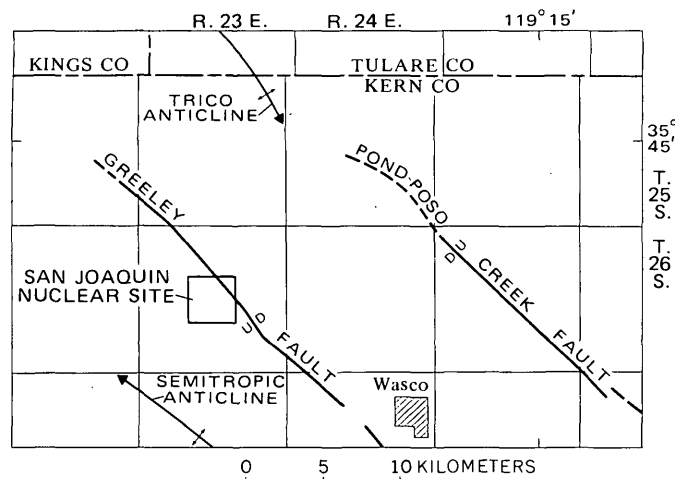 R. 23 E. R. 24 E. 119° 15'
KINGS CO TULARE CO
KERN CO
TRICO
ANTICLINE
35°
45'
GREELEY
POND-POSO
T.
25
S.
T.
26
S.
U
D
CREEK
FAULT
SAN JOAQUIN
NUCLEAR SITE
D
U
FAULT
SEMITROPIC
ANTICLINE
Wasco
0 5 10 KILOMETERS